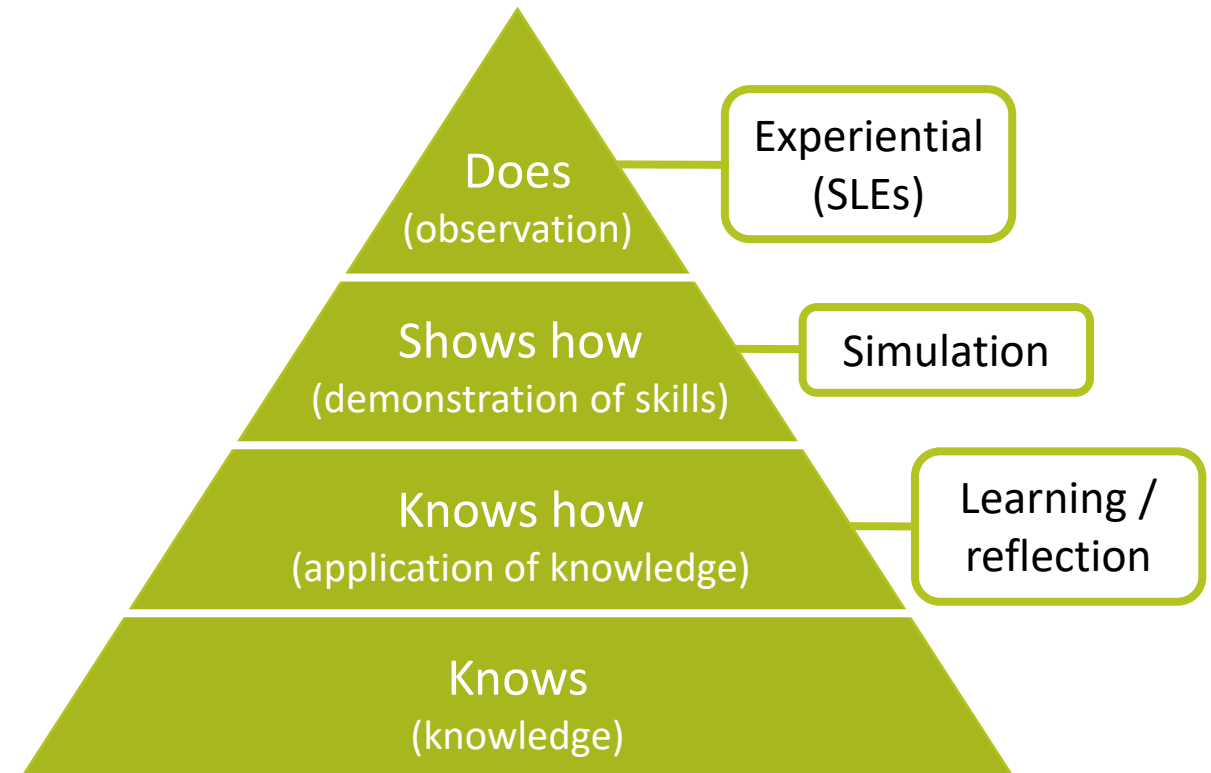 Does
(observation)
Experiential
(SLEs)
Shows how
(demonstration of skills)
Simulation
Knows how
(application of knowledge)
Learning /
reflection
Knows
(knowledge)